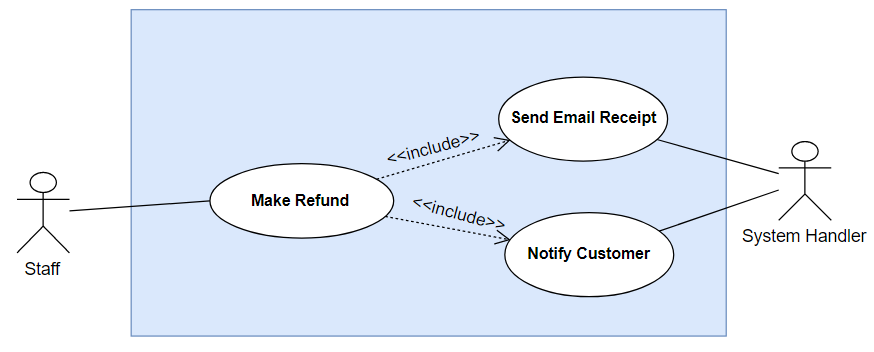 Send Email Receipt
<<include>>
Make Refund
<<include>>
Notify Customer
System Handler
Staff